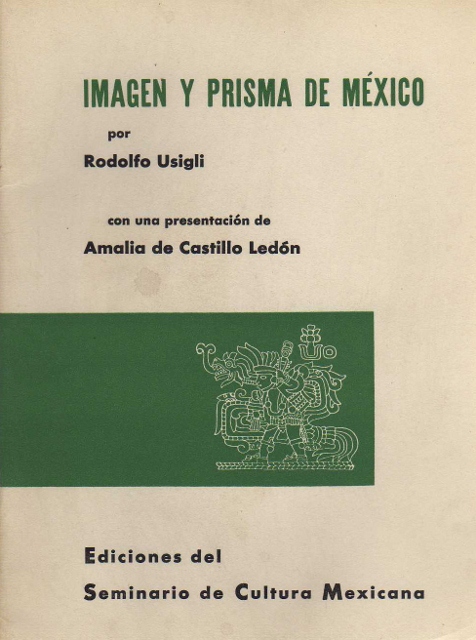 IMAGEN Y PRISMA DE MÉXICO
por
Rodolfo Usigli
con una presentación de
Amalia de Castillo Ledón
Ediciones del
Seminario de Cultura Mexicana